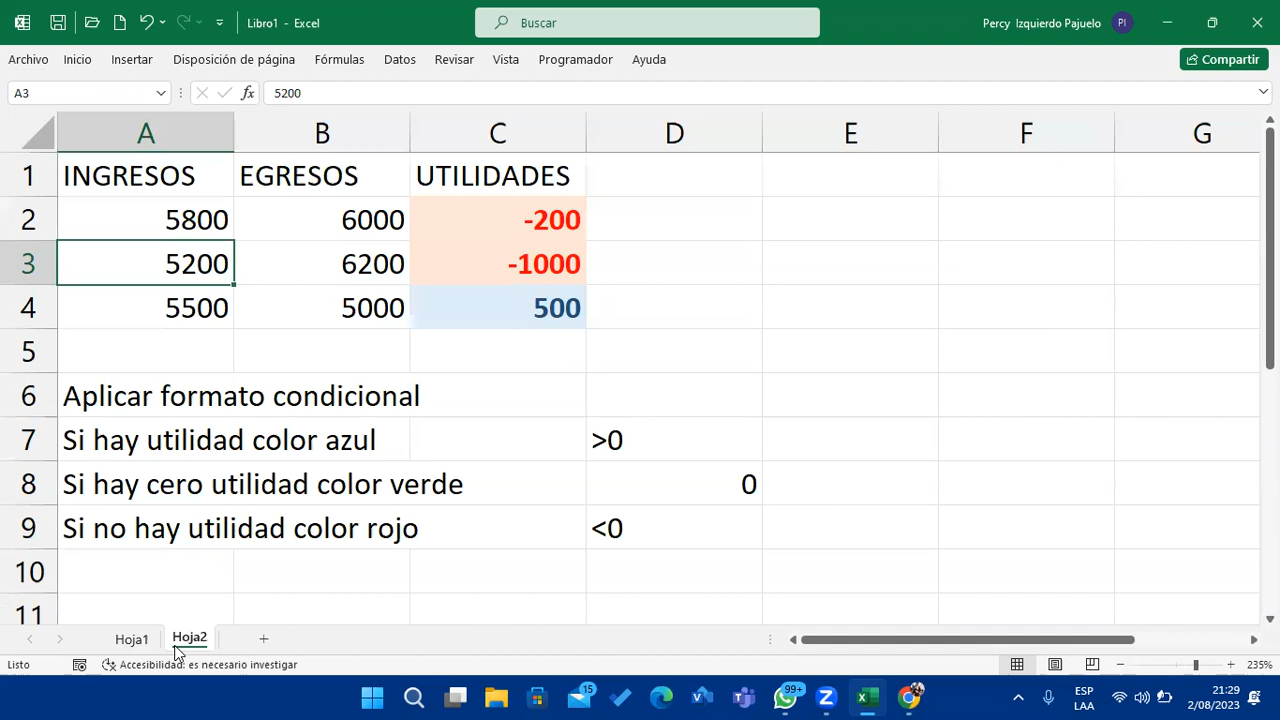 Libro1 - Excel
Buscar
Percy Izquierdo Pajuelo PI
Archivo Inicio Insertar Disposición de página Fórmulas Datos Revisar Vista Programador Ayuda Compartir
A3 fx 5200
A B C D E F G
1 INGRESOS EGRESOS UTILIDADES
2 5800 6000 -200
3 5200 6200 -1000
4 5500 5000 500
5
6 Aplicar formato condicional
7 Si hay utilidad color azul >0
8 Si hay cero utilidad color verde 0
9 Si no hay utilidad color rojo <0
10
11
Hoja1 Hoja2 +
Listo Accesibilidad: es necesario investigar 235%
15 99+ ESP 21:29
LAA 2/08/2023